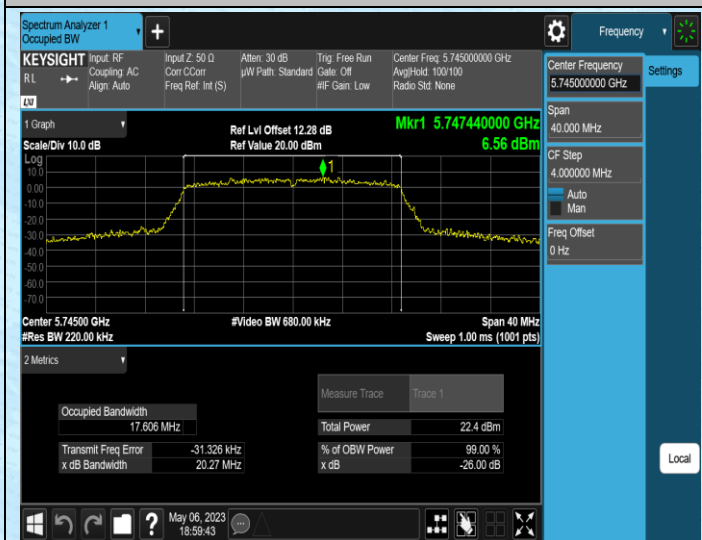 Spectrum Analyzer 1
Occupied BW
+
Frequency
KEYSIGHT
RL
LXI
Input: RF
Coupling: AC
Align: Auto
Input Z: 50 Ω
Corr CCorr
Freq Ref: Int (S)
Atten: 30 dB
µW Path: Standard
Trig: Free Run
Gate: Off
#IF Gain: Low
Center Freq: 5.745000000 GHz
Avg|Hold: 100/100
Radio Std: None
Center Frequency
5.745000000 GHz
Settings
Span
40.000 MHz
CF Step
4.000000 MHz
Auto
Man
Freq Offset
0 Hz
Local
1 Graph
Scale/Div 10.0 dB
Ref Lvl Offset 12.28 dB
Ref Value 20.00 dBm
Mkr1 5.747440000 GHz
6.56 dBm
Log
10.0
0.00
-10.0
-20.0
-30.0
-40.0
-50.0
-60.0
-70.0
1
Center 5.74500 GHz
#Res BW 220.00 kHz
#Video BW 680.00 kHz
Span 40 MHz
Sweep 1.00 ms (1001 pts)
2 Metrics
Measure Trace Trace 1
Occupied Bandwidth
17.606 MHz
Total Power 22.4 dBm
Transmit Freq Error -31.326 kHz
% of OBW Power 99.00 %
x dB Bandwidth 20.27 MHz
x dB -26.00 dB
?
May 06, 2023
18:59:43